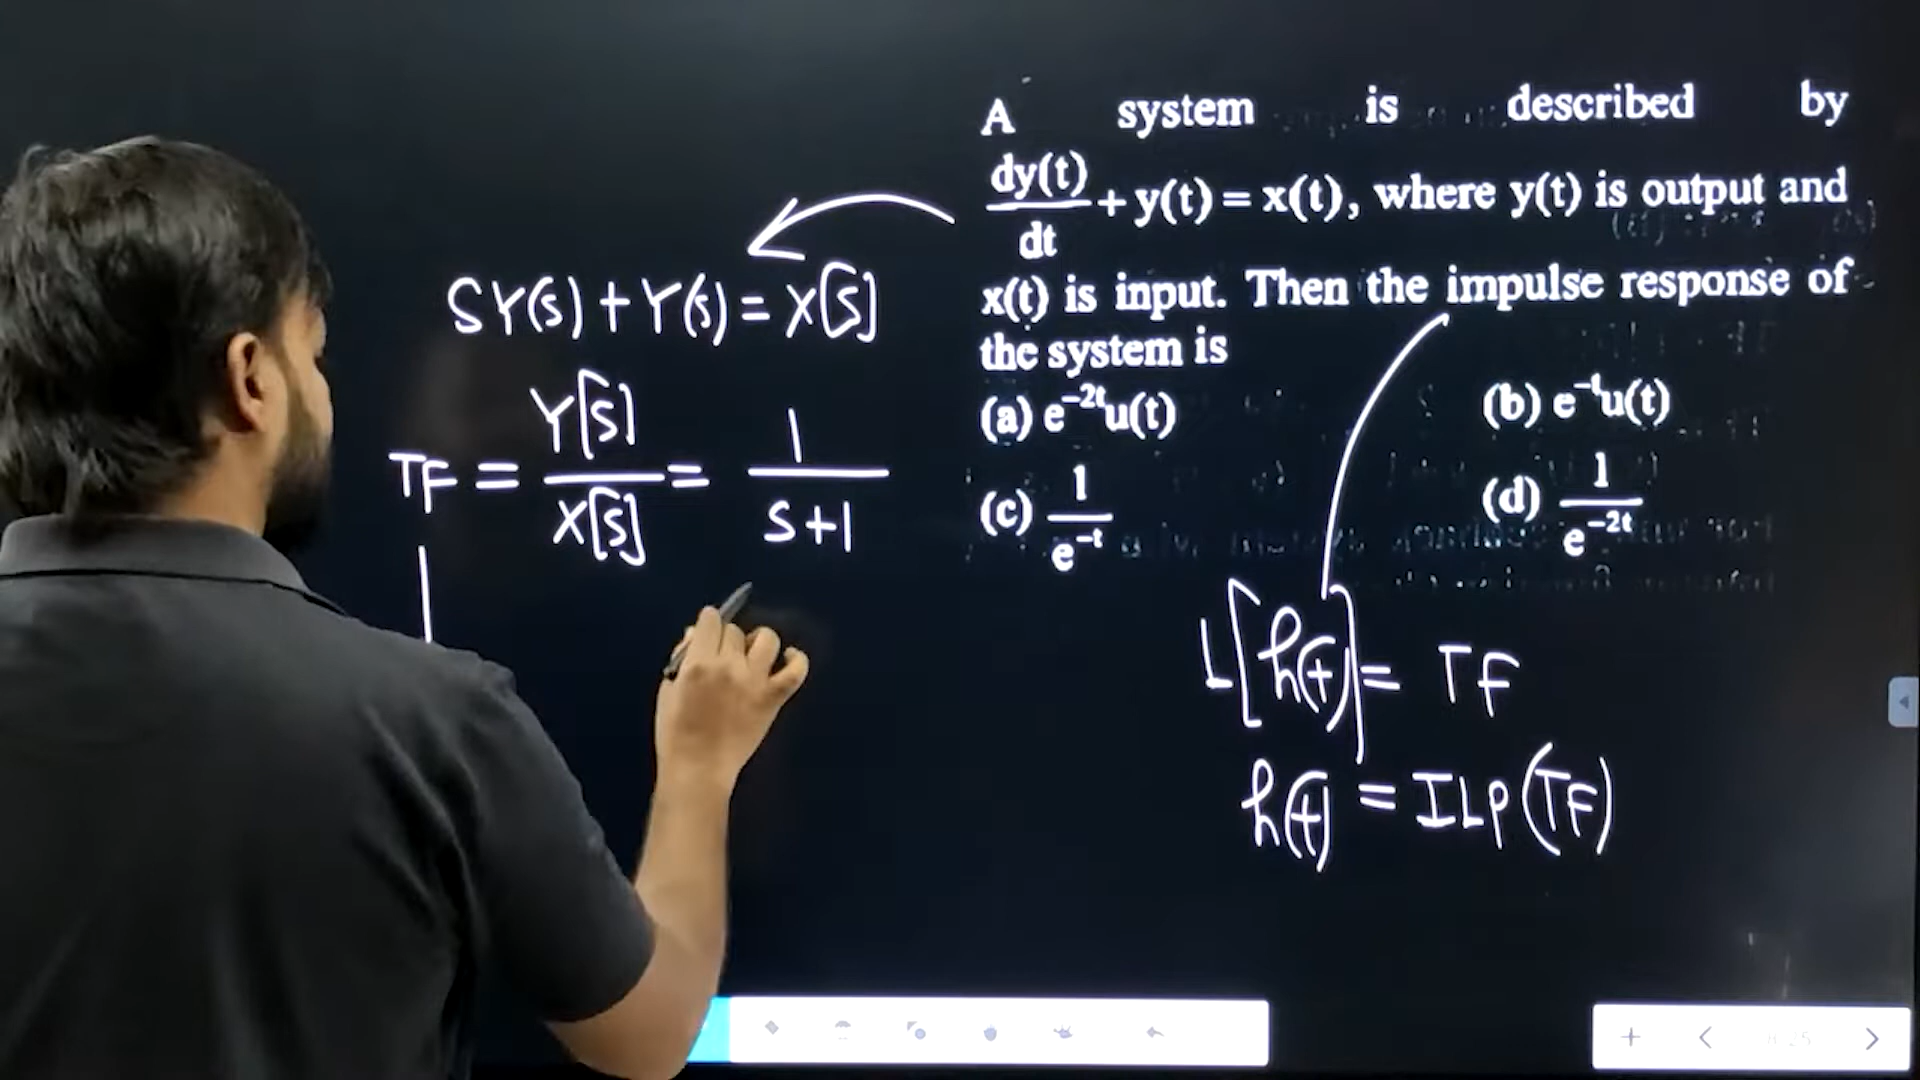 A system is described by
dy(t)/dt + y(t) = x(t), where y(t) is output and
x(t) is input. Then the impulse response of
the system is
(a) e^{-2t}u(t) (b) e^{-t}u(t)
(c) 1/e^{-t} (d) 1/e^{-2t}
SY(s) + Y(s) = X[S]
TF = Y[S]/X[S] = 1/(S+1)
L[h(t)] = TF
h(t) = ILP(TF)